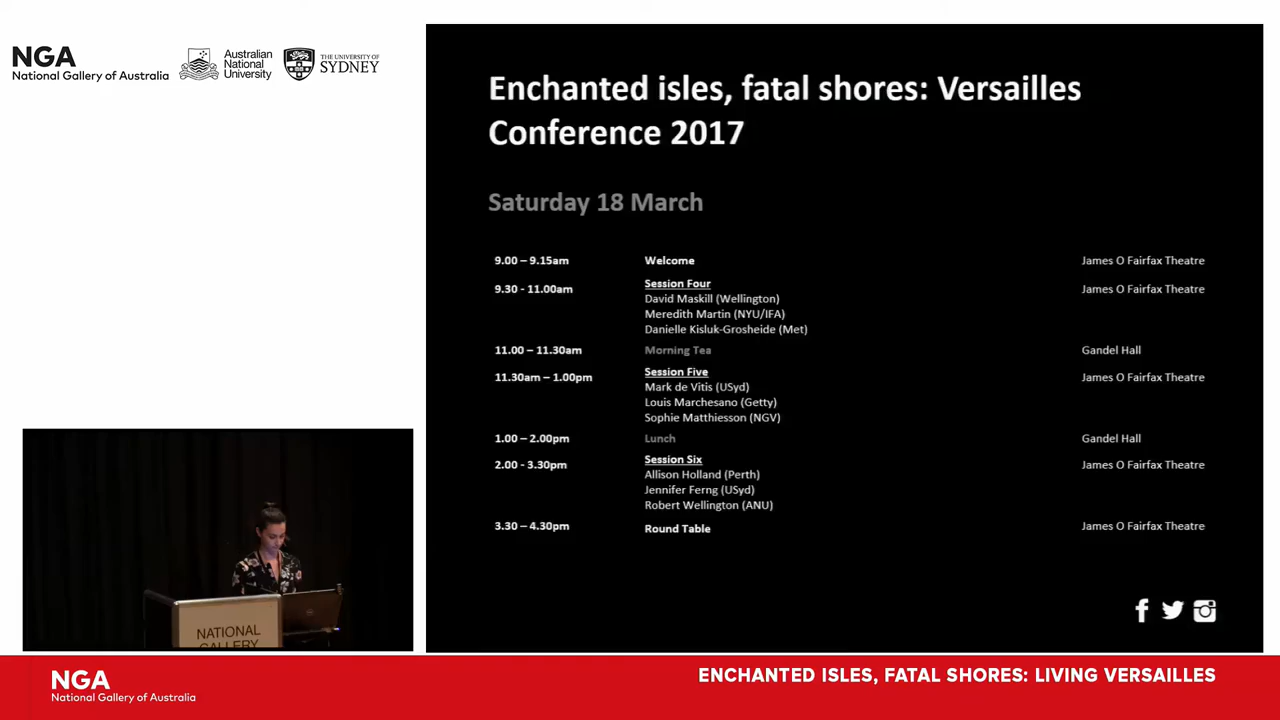 NGA
National Gallery of Australia
Australian
National
University
THE UNIVERSITY OF
SYDNEY
Enchanted isles, fatal shores: Versailles
Conference 2017
Saturday 18 March
9.00 – 9.15am Welcome James O Fairfax Theatre
9.30 - 11.00am Session Four James O Fairfax Theatre
David Maskill (Wellington)
Meredith Martin (NYU/IFA)
Danielle Kisluk-Grosheide (Met)
11.00 – 11.30am Morning Tea Gandel Hall
11.30am – 1.00pm Session Five James O Fairfax Theatre
Mark de Vitis (USyd)
Louis Marchesano (Getty)
Sophie Matthiesson (NGV)
1.00 – 2.00pm Lunch Gandel Hall
2.00 - 3.30pm Session Six James O Fairfax Theatre
Allison Holland (Perth)
Jennifer Ferng (USyd)
Robert Wellington (ANU)
3.30 – 4.30pm Round Table James O Fairfax Theatre
NATIONAL
GALLERY
NGA
National Gallery of Australia
ENCHANTED ISLES, FATAL SHORES: LIVING VERSAILLES